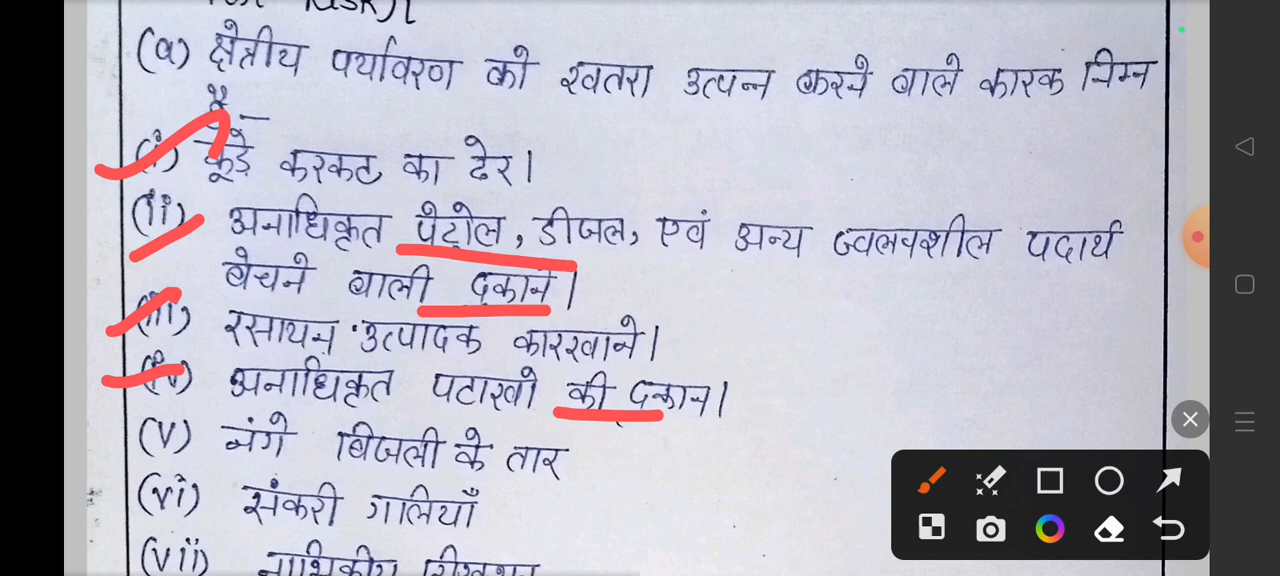 (a) क्षेत्रीय पर्यावरण को खतरा उत्पन्न करने वाले कारक निम्न
है –
(i) कूड़े करकट का ढेर।
(ii) अनाधिकृत पेट्रोल, डीजल, एवं अन्य ज्वलनशील पदार्थ
बेचने वाली दुकाने।
(iii) रसायन उत्पादक कारखाने।
(iv) अनाधिकृत पटाखो की दुकान।
(v) नंगे बिजली के तार
(vi) संकरी गालियाँ
(vii)